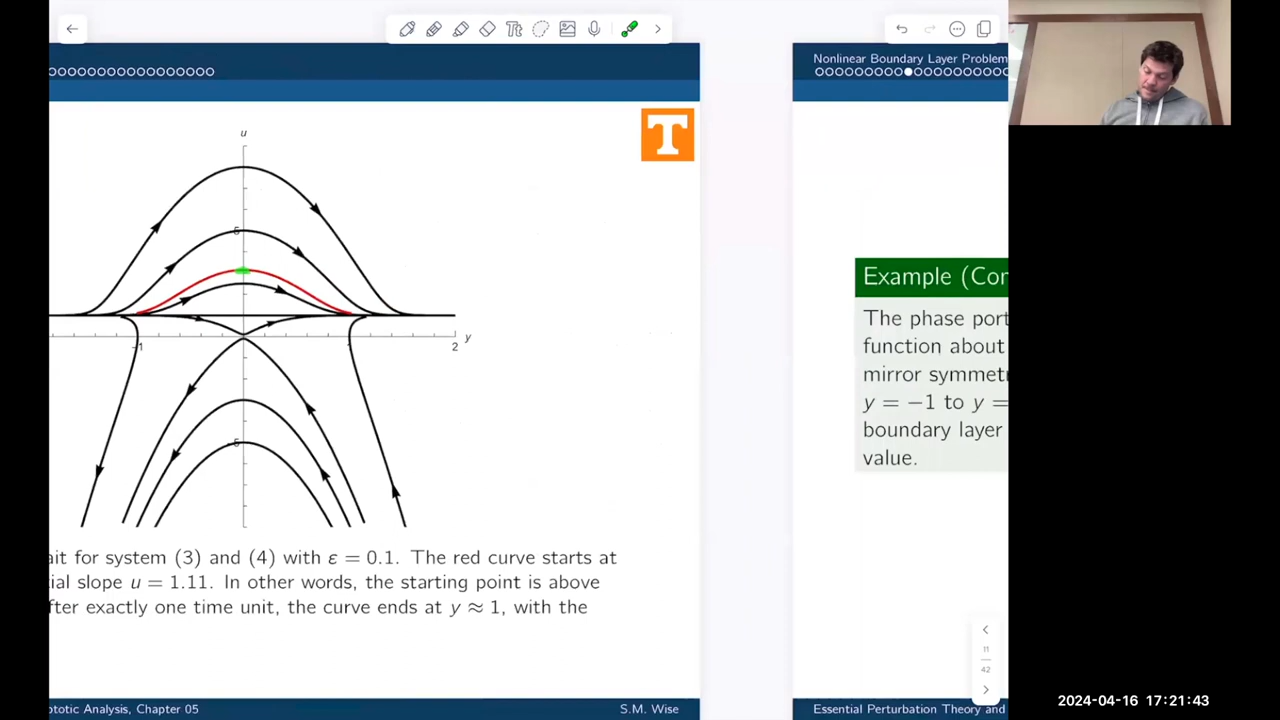 T
u
5
-1
2
y
-5
ait for system (3) and (4) with ε = 0.1. The red curve starts at
ial slope u = 1.11. In other words, the starting point is above
fter exactly one time unit, the curve ends at y ≈ 1, with the
ptotic Analysis, Chapter 05
S.M. Wise
Nonlinear Boundary Layer Problem
Example (Cor
The phase port
function about
mirror symmetr
y = −1 to y =
boundary layer
value.
11
42
Essential Perturbation Theory and
2024-04-16 17:21:43